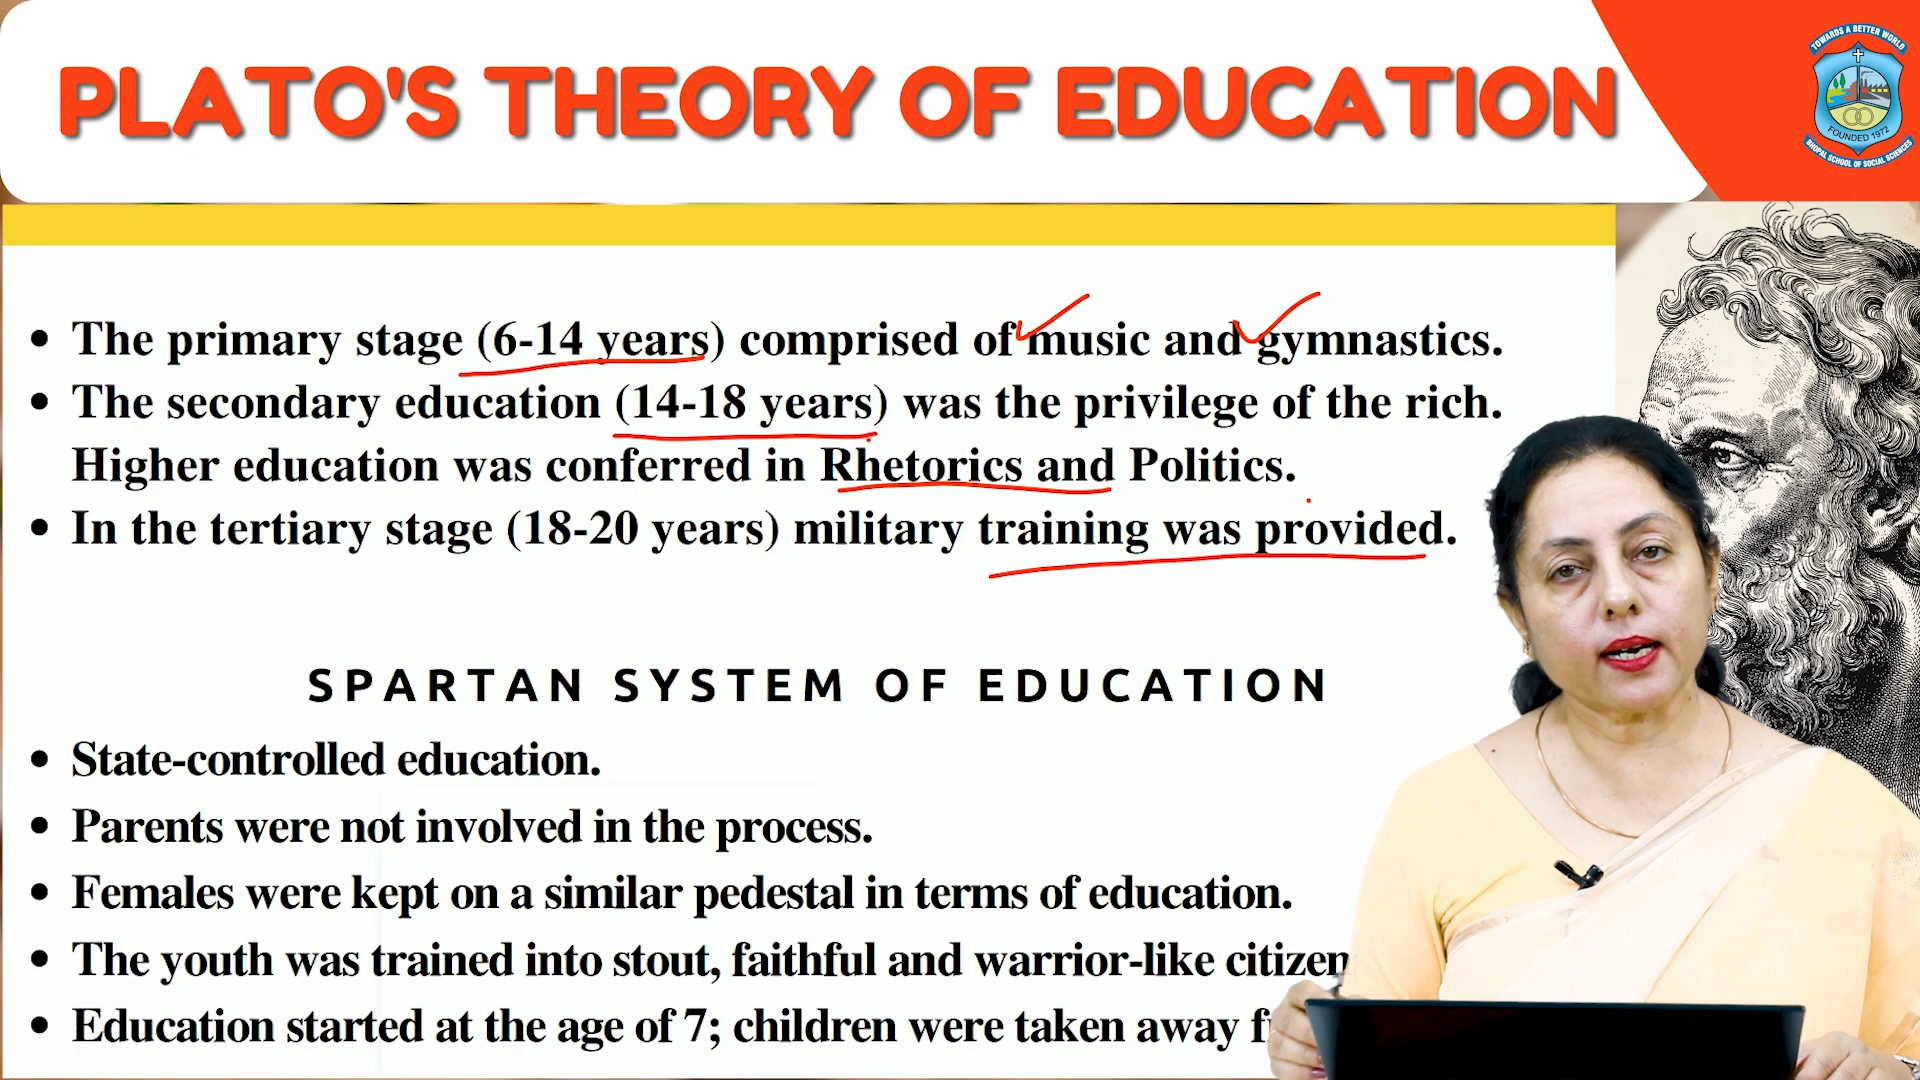 PLATO'S THEORY OF EDUCATION
TOWARDS A BETTER WORLD
FOUNDED 1972
BHOPAL SCHOOL OF SOCIAL SCIENCES
• The primary stage (6-14 years) comprised of music and gymnastics.
• The secondary education (14-18 years) was the privilege of the rich.
Higher education was conferred in Rhetorics and Politics.
• In the tertiary stage (18-20 years) military training was provided.
SPARTAN SYSTEM OF EDUCATION
• State-controlled education.
• Parents were not involved in the process.
• Females were kept on a similar pedestal in terms of education.
• The youth was trained into stout, faithful and warrior-like citizen
• Education started at the age of 7; children were taken away